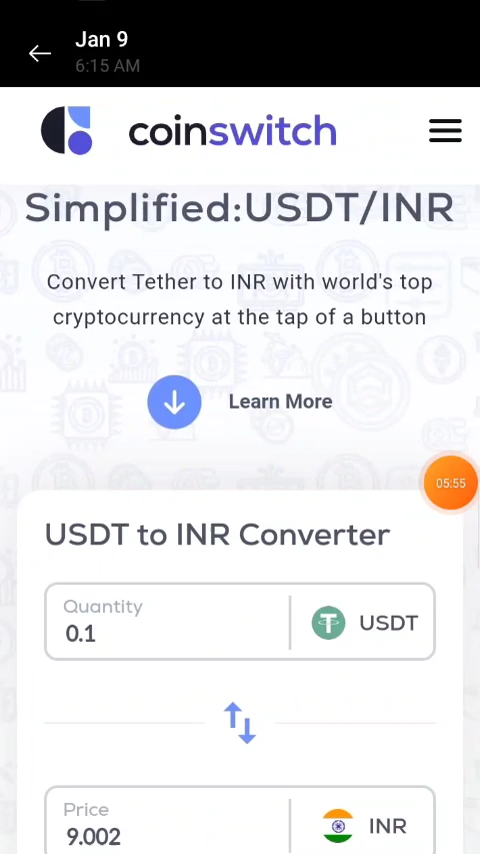 Jan 9
6:15 AM
coinswitch
Simplified:USDT/INR
Convert Tether to INR with world's top
cryptocurrency at the tap of a button
Learn More
05:55
USDT to INR Converter
Quantity
0.1
USDT
Price
9.002
INR